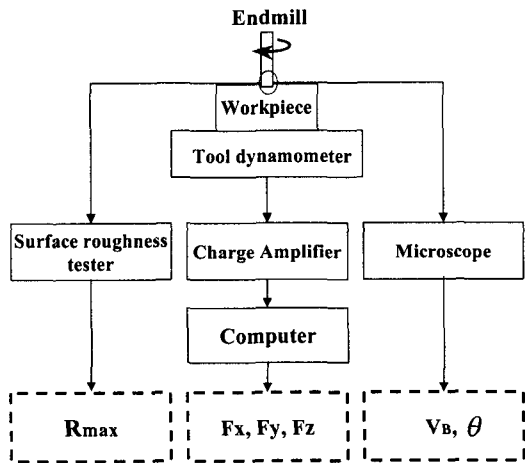 Endmill
Workpiece
Tool dynamometer
Surface roughness
tester
Charge Amplifier
Microscope
Computer
Rmax
Fx, Fy, Fz
VB, θ